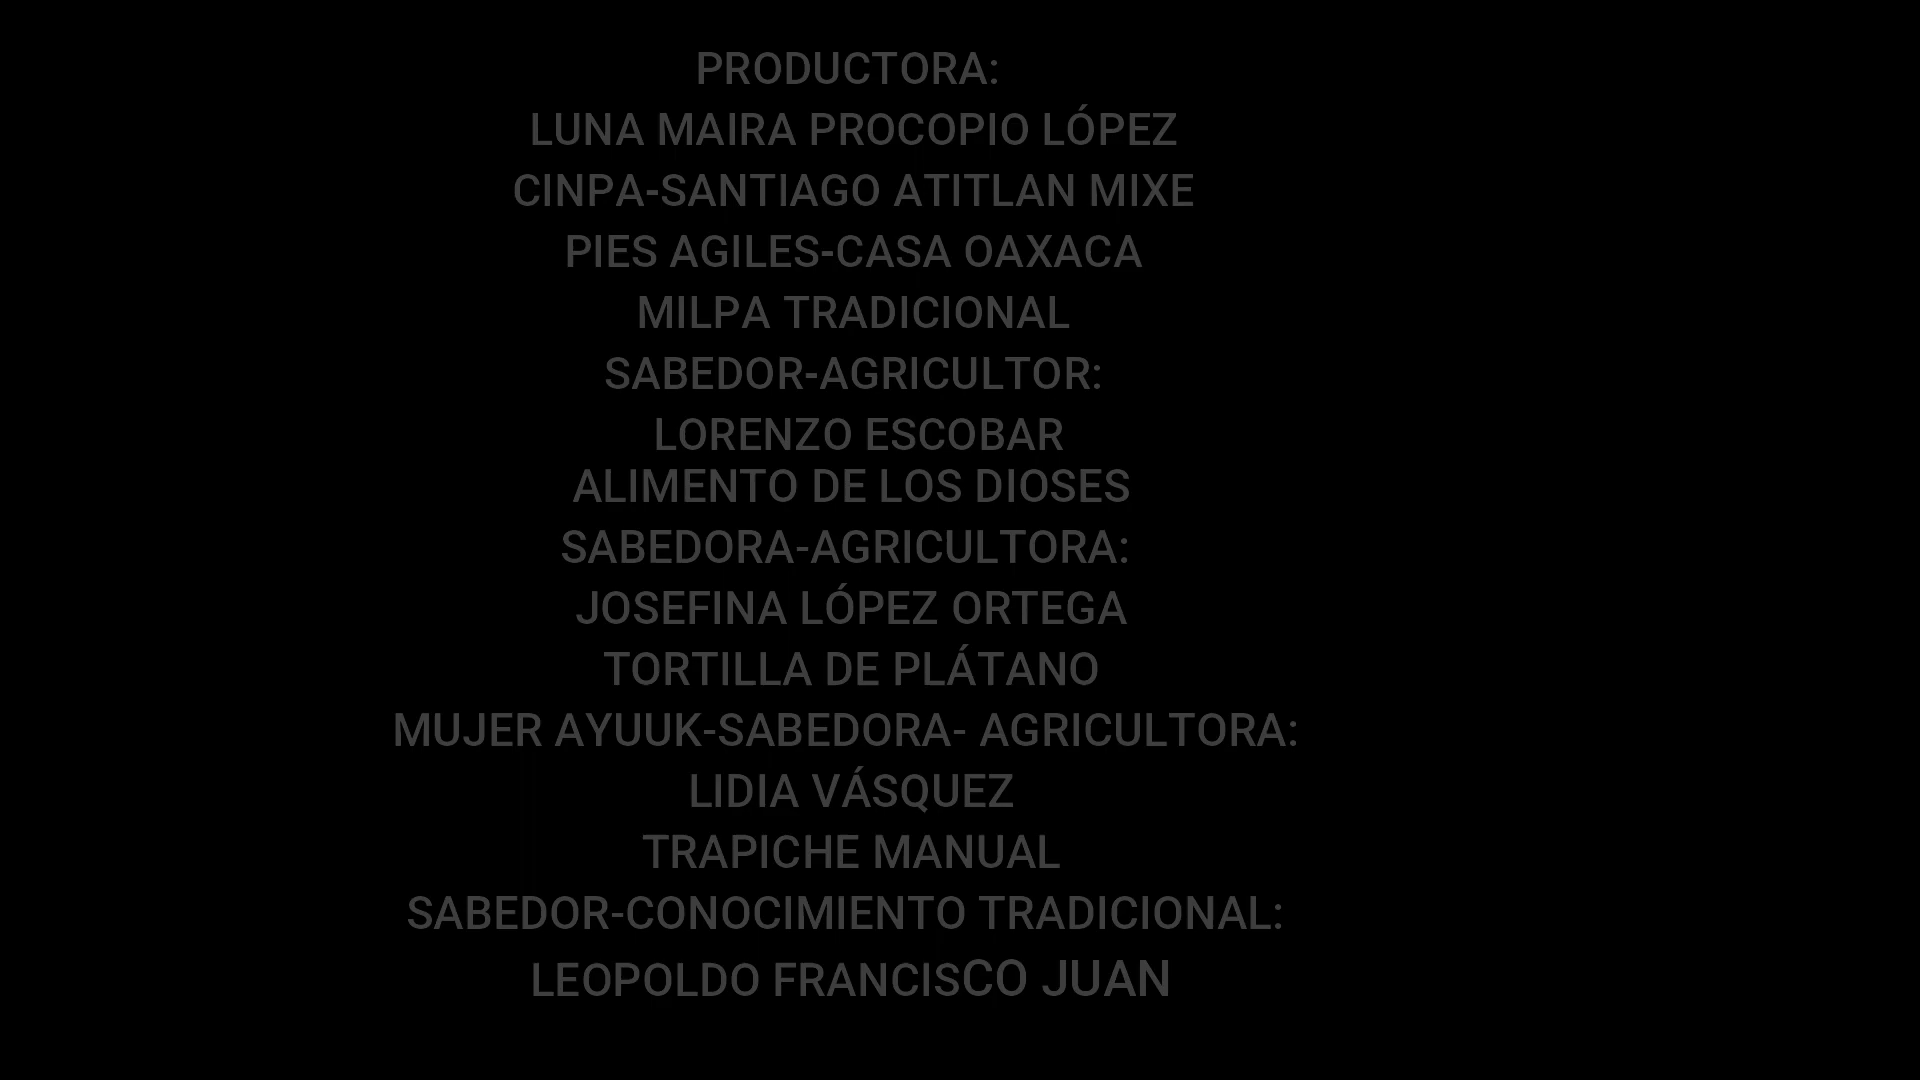 PRODUCTORA:
LUNA MAIRA PROCOPIO LÓPEZ
CINPA-SANTIAGO ATITLAN MIXE
PIES AGILES-CASA OAXACA
MILPA TRADICIONAL
SABEDOR-AGRICULTOR:
LORENZO ESCOBAR
ALIMENTO DE LOS DIOSES
SABEDORA-AGRICULTORA:
JOSEFINA LÓPEZ ORTEGA
TORTILLA DE PLÁTANO
MUJER AYUUK-SABEDORA- AGRICULTORA:
LIDIA VÁSQUEZ
TRAPICHE MANUAL
SABEDOR-CONOCIMIENTO TRADICIONAL:
LEOPOLDO FRANCISCO JUAN